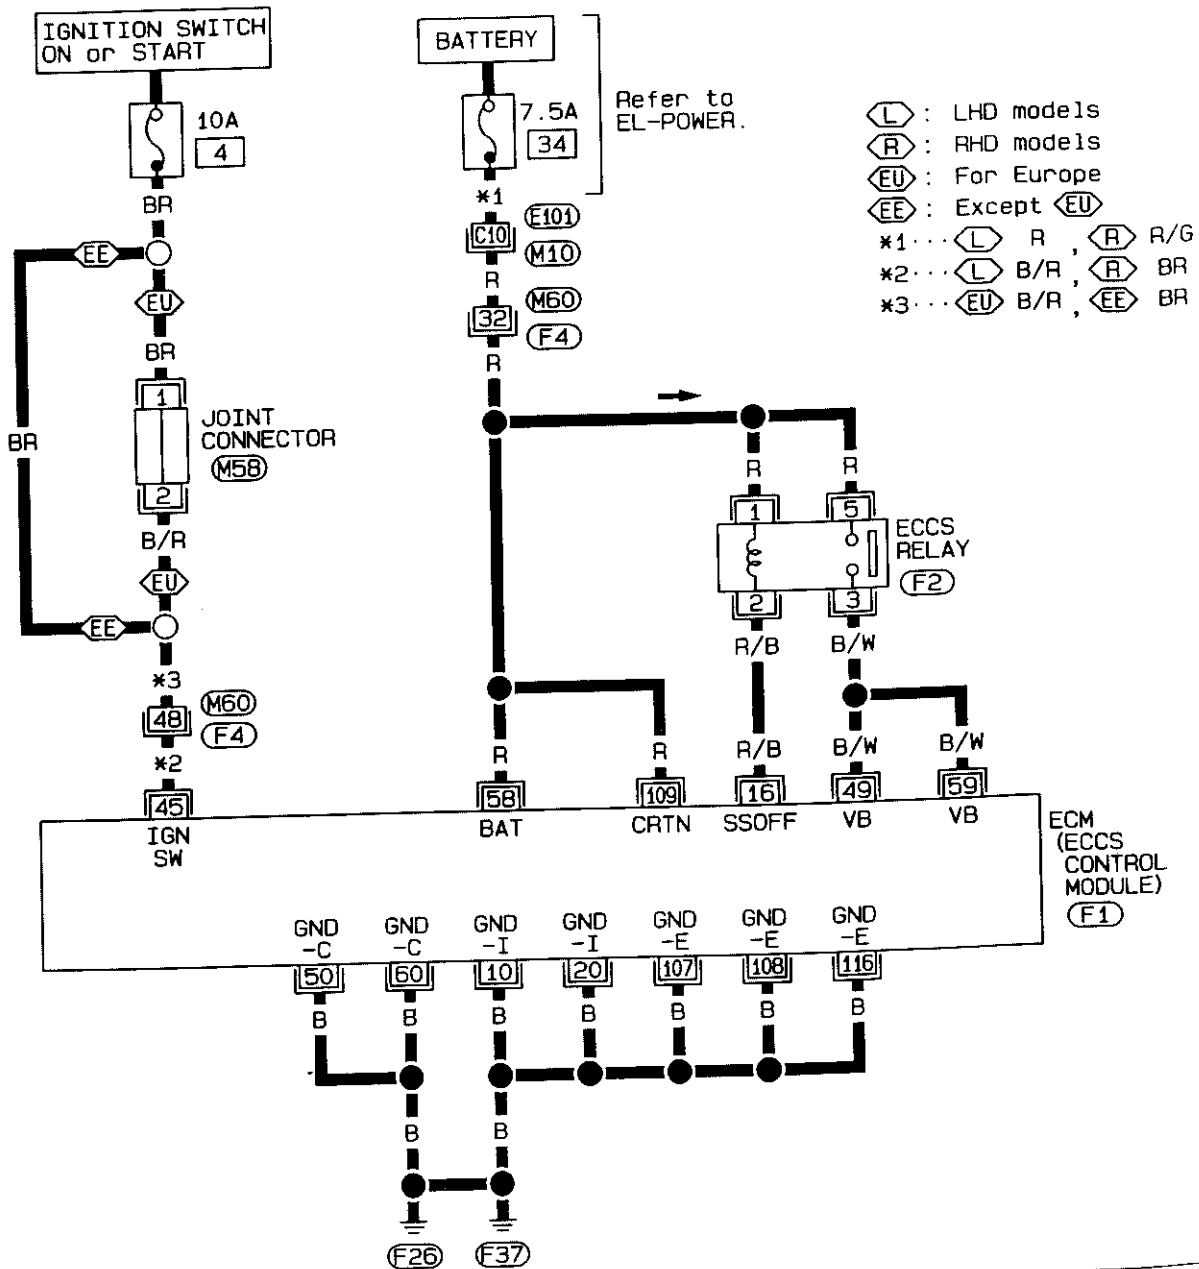 IGNITION SWITCH
ON or START
BATTERY
Refer to
EL-POWER.
10A
4
7.5A
34
L : LHD models
R : RHD models
EU : For Europe
EE : Except EU
*1··· L R , R R/G
*2··· L B/R , R BR
*3··· EU B/R , EE BR
BR
*1
E101
C10
M10
EE
R
EU
M60
32
F4
BR
R
1
BR
JOINT
CONNECTOR
M58
2
R
R
1
5
ECCS
RELAY
F2
B/R
EU
2
3
EE
R/B
B/W
*3
M60
48
F4
*2
R
R
R/B
B/W
B/W
45
58
109
16
49
59
IGN
SW
BAT
CRTN
SSOFF
VB
VB
ECM
(ECCS
CONTROL
MODULE)
F1
GND
-C
GND
-C
GND
-I
GND
-I
GND
-E
GND
-E
GND
-E
50
60
10
20
107
108
116
B
B
B
B
B
B
B
B
B
F26
F37